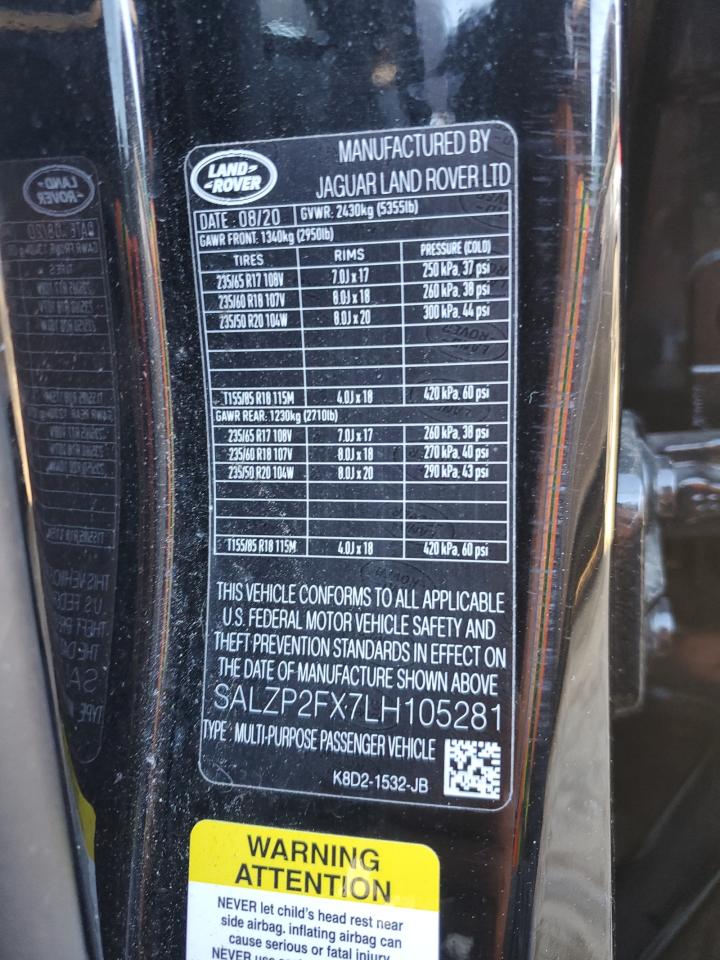 LAND ROVER
MANUFACTURED BY
JAGUAR LAND ROVER LTD
DATE : 08/20 GVWR: 2430kg (5355lb)
GAWR FRONT: 1340kg (2950lb)
TIRES RIMS PRESSURE (COLD)
235/65 R17 108V 7.0J x 17 250 kPa, 37 psi
235/60 R18 107V 8.0J x 18 260 kPa, 38 psi
235/50 R20 104W 8.0J x 20 300 kPa, 44 psi
T155/85 R18 115M 4.0J x 18 420 kPa, 60 psi
GAWR REAR: 1230kg (2710lb)
235/65 R17 108V 7.0J x 17 260 kPa, 38 psi
235/60 R18 107V 8.0J x 18 270 kPa, 40 psi
235/50 R20 104W 8.0J x 20 290 kPa, 43 psi
T155/85 R18 115M 4.0J x 18 420 kPa, 60 psi
THIS VEHICLE CONFORMS TO ALL APPLICABLE
U.S. FEDERAL MOTOR VEHICLE SAFETY AND
THEFT PREVENTION STANDARDS IN EFFECT ON
THE DATE OF MANUFACTURE SHOWN ABOVE
SALZP2FX7LH105281
TYPE : MULTI-PURPOSE PASSENGER VEHICLE
K8D2-1532-JB
WARNING
ATTENTION
NEVER let child's head rest near
side airbag. inflating airbag can
cause serious or fatal injury
NEVER